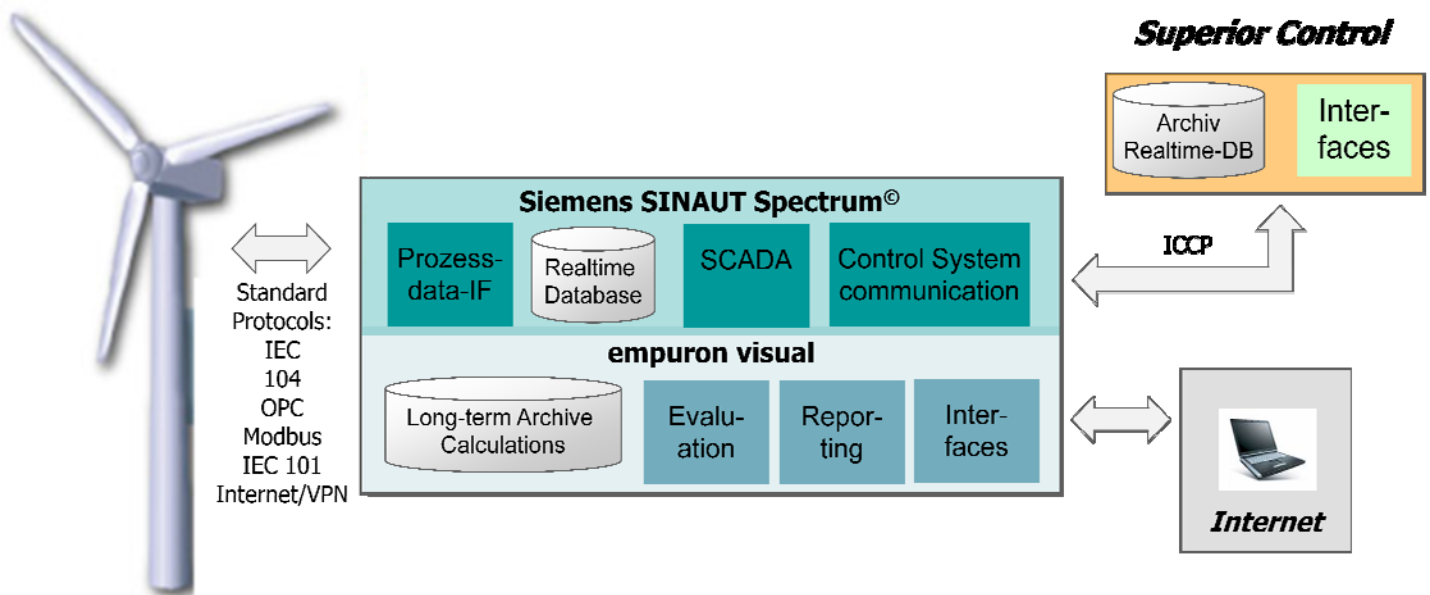 Superior Control
Archiv
Realtime-DB
Inter-
faces
Siemens SINAUT Spectrum©
Prozess-
data-IF
Realtime
Database
SCADA
Control System
communication
ICCP
Standard
Protocols:
IEC
104
OPC
Modbus
IEC 101
Internet/VPN
empuron visual
Long-term Archive
Calculations
Evalu-
ation
Repor-
ting
Inter-
faces
Internet